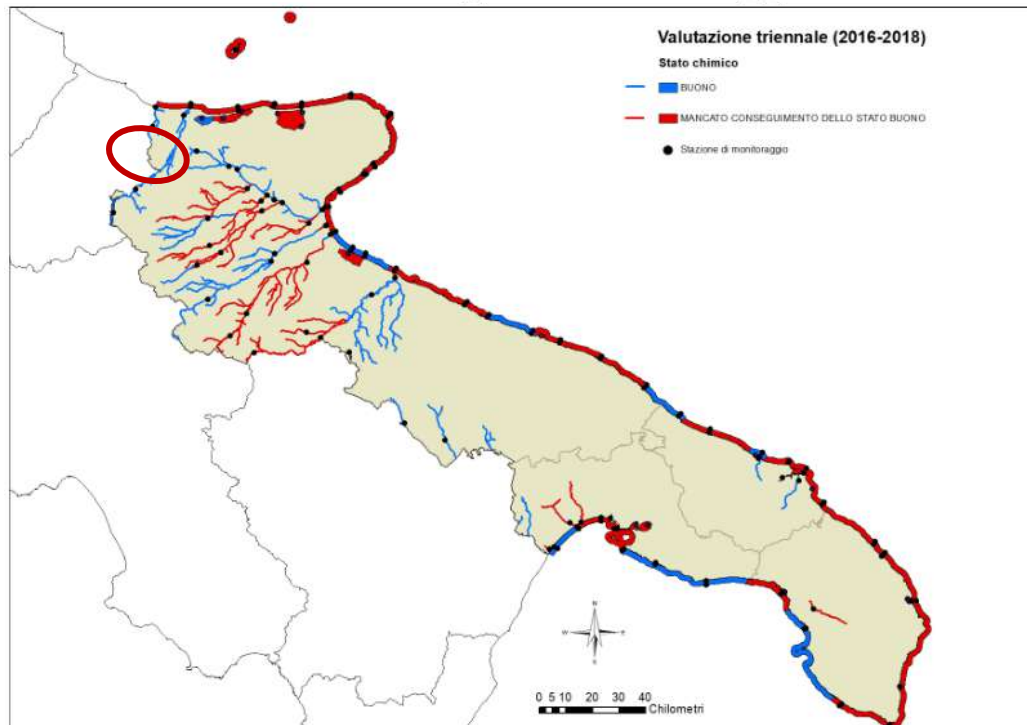 Valutazione triennale (2016-2018)
Stato chimico
BUONO
MANCATO CONSEGUIMENTO DELLO STATO BUONO
Stazione di monitoraggio
N
W E
S
0 5 10 20 30 40
Chilometri